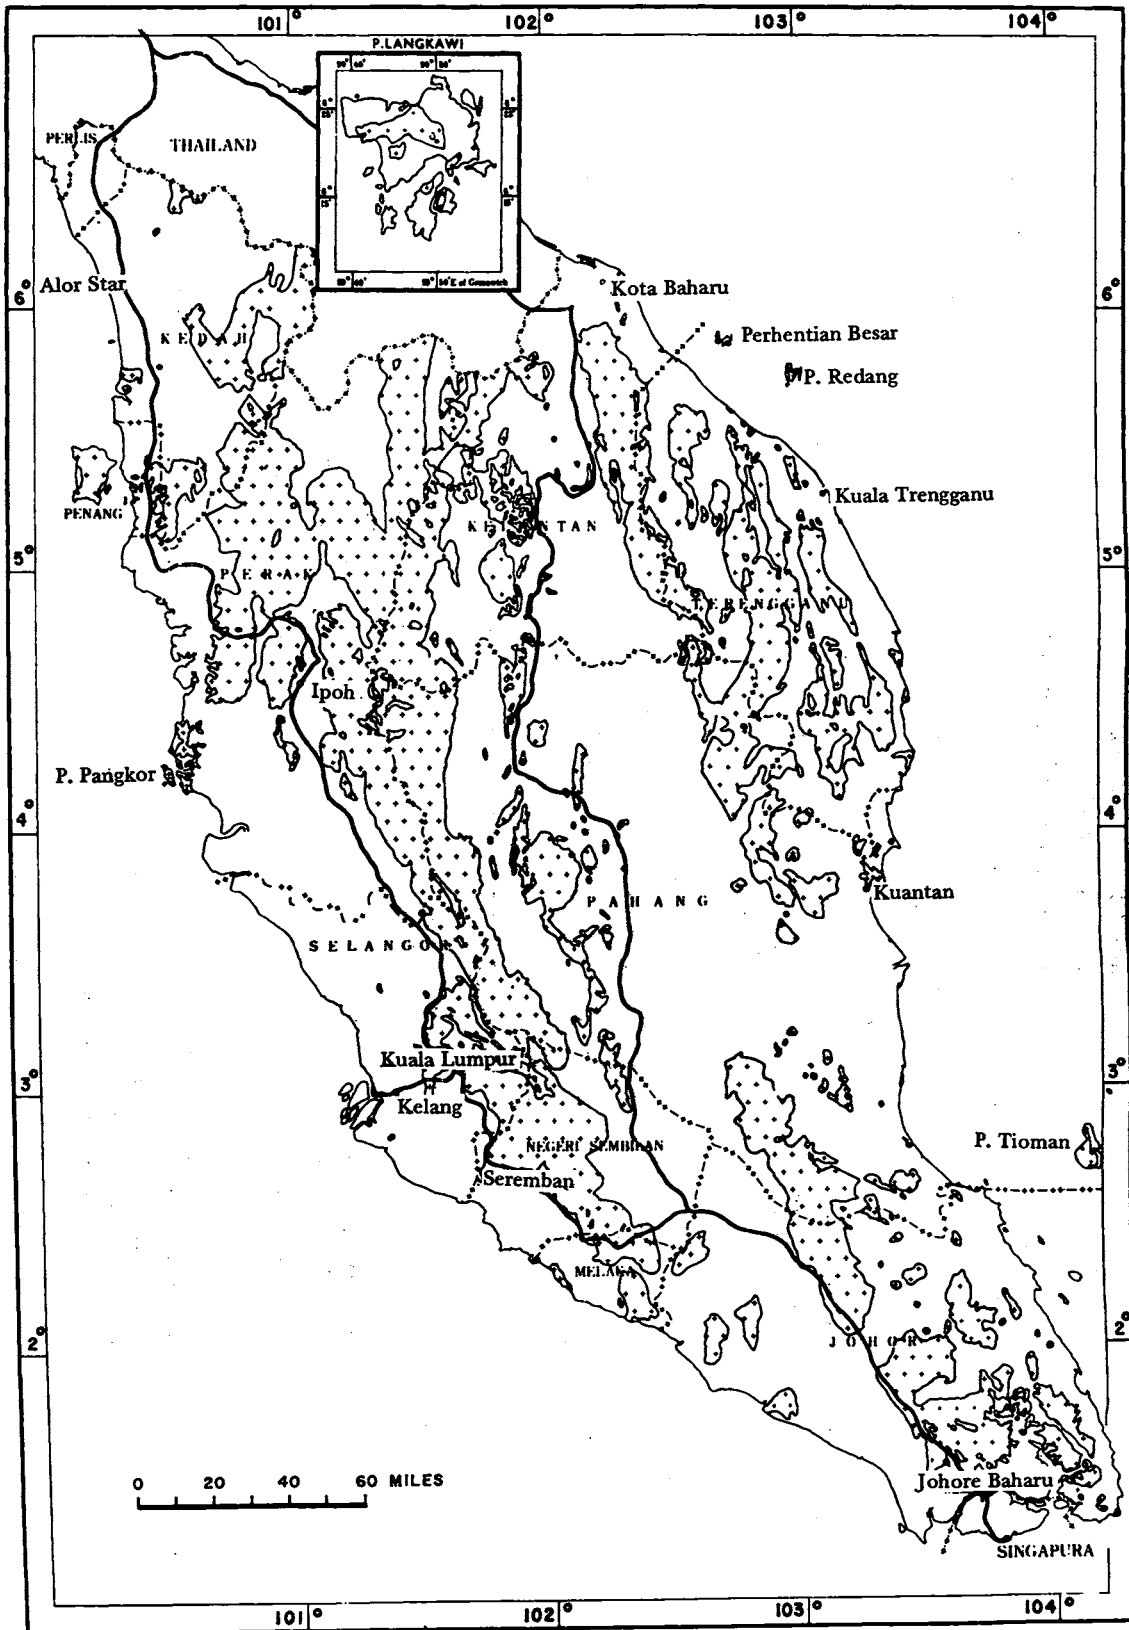 101° 102° 103° 104°
P.LANGKAWI
PERLIS
THAILAND
Alor Star
6°
Kota Baharu
6°
KEDAH
Perhentian Besar
P. Redang
PENANG
KELANTAN
Kuala Trengganu
5°
PERAK
5°
TERENGGANU
Ipoh
P. Pangkor
4°
4°
PAHANG
Kuantan
SELANGOR
Kuala Lumpur
3°
3°
Kelang
P. Tioman
NEGERI SEMBILAN
Seremban
MELAKA
2°
2°
JOHOR
0 20 40 60 MILES
Johore Baharu
SINGAPURA
101° 102° 103° 104°